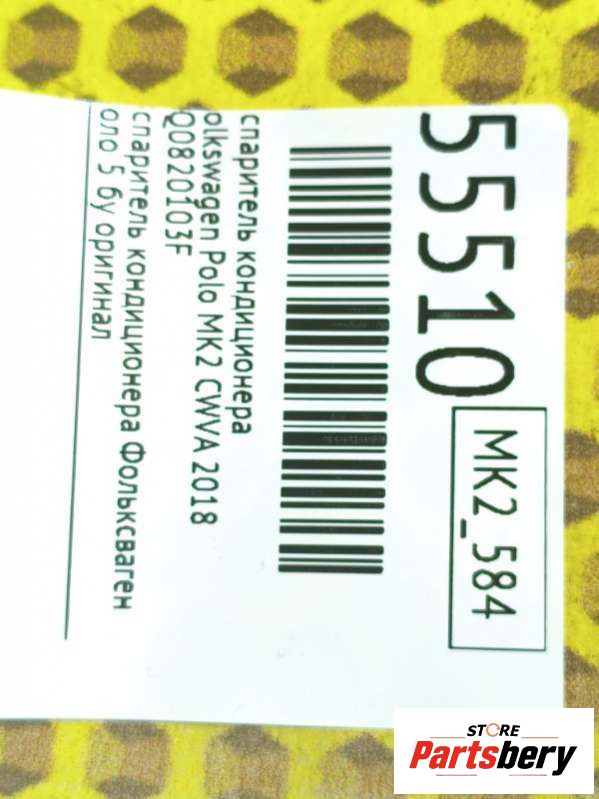 55510
MK2_584
спаритель кондиционера
olkswagen Polo MK2 CWVA 2018
Q0820103F
спаритель кондиционера Фольксваген
оло 5 бу оригинал
STORE
Partsbery